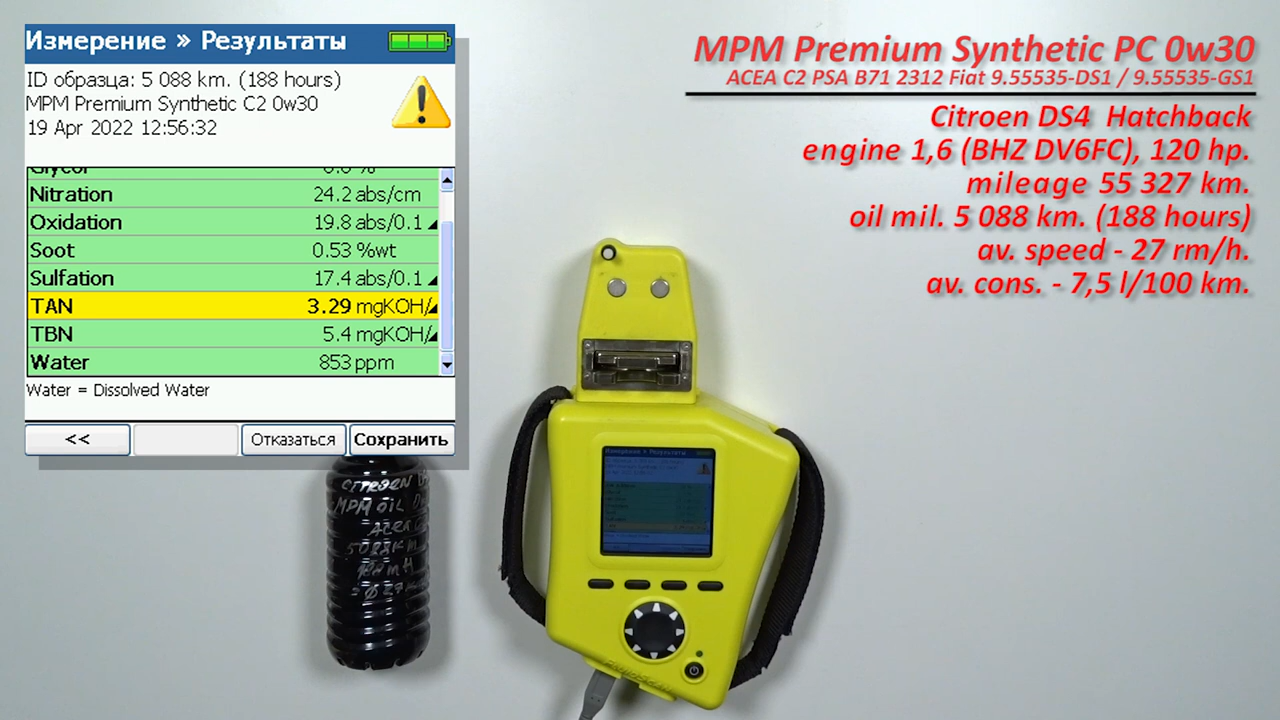 Измерение » Результаты
ID образца: 5 088 km. (188 hours)
MPM Premium Synthetic C2 0w30
19 Apr 2022 12:56:32
Nitration 24.2 abs/cm
Oxidation 19.8 abs/0.1
Soot 0.53 %wt
Sulfation 17.4 abs/0.1
TAN 3.29 mgKOH/
TBN 5.4 mgKOH/
Water 853 ppm
Water = Dissolved Water
<< Отказаться Сохранить
MPM Premium Synthetic PC 0w30
ACEA C2 PSA B71 2312 Fiat 9.55535-DS1 / 9.55535-GS1
Citroen DS4 Hatchback
engine 1,6 (BHZ DV6FC), 120 hp.
mileage 55 327 km.
oil mil. 5 088 km. (188 hours)
av. speed - 27 rm/h.
av. cons. - 7,5 l/100 km.
CITROEN
MPM OIL
ACEA
5088KM
Измерение » Результаты